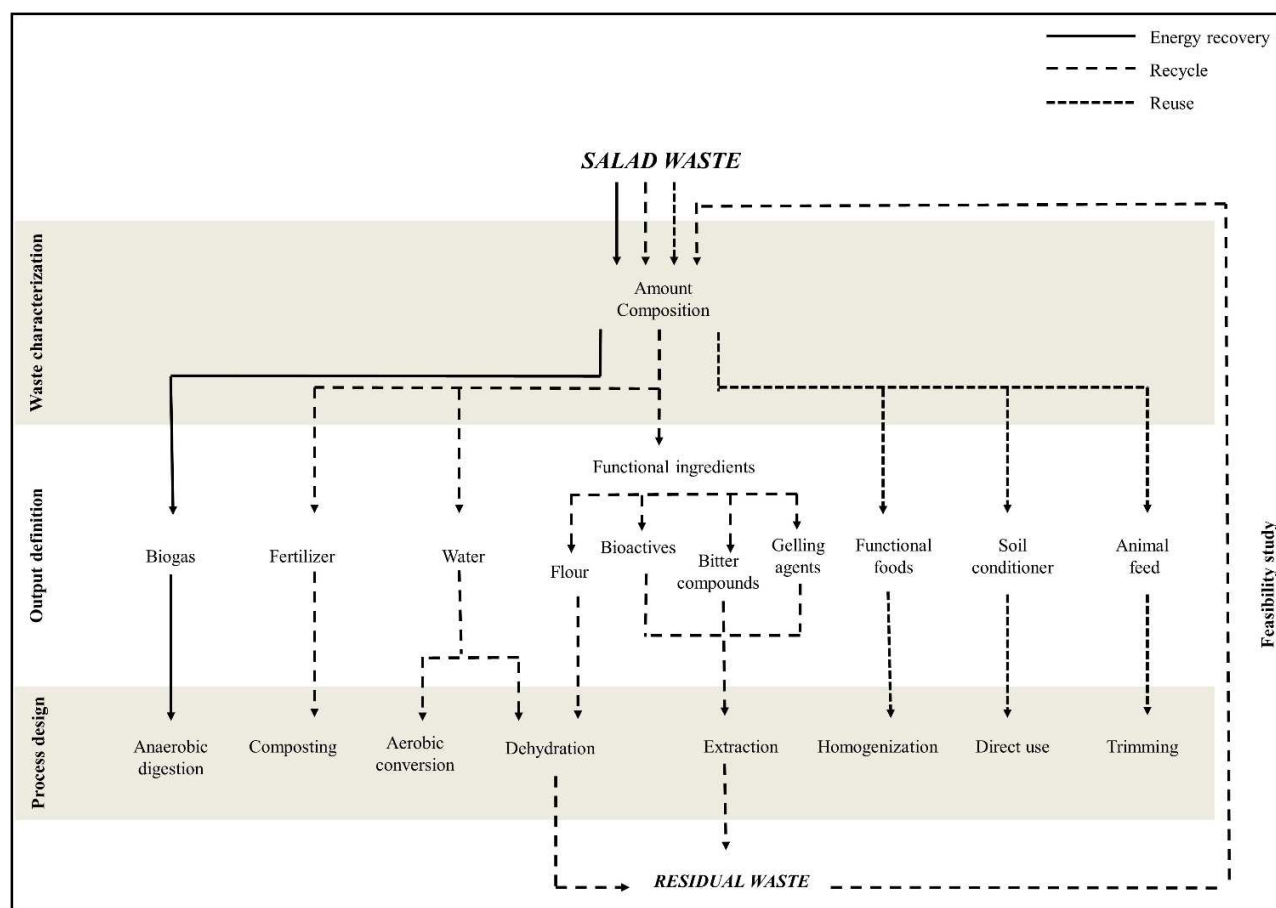 Energy recovery
Recycle
Reuse
SALAD WASTE
Waste characterization
Amount
Composition
Output definition
Functional ingredients
Biogas
Fertilizer
Water
Flour
Bioactives
Bitter
compounds
Gelling
agents
Functional
foods
Soil
conditioner
Animal
feed
Feasibility study
Process design
Anaerobic
digestion
Composting
Aerobic
conversion
Dehydration
Extraction
Homogenization
Direct use
Trimming
RESIDUAL WASTE